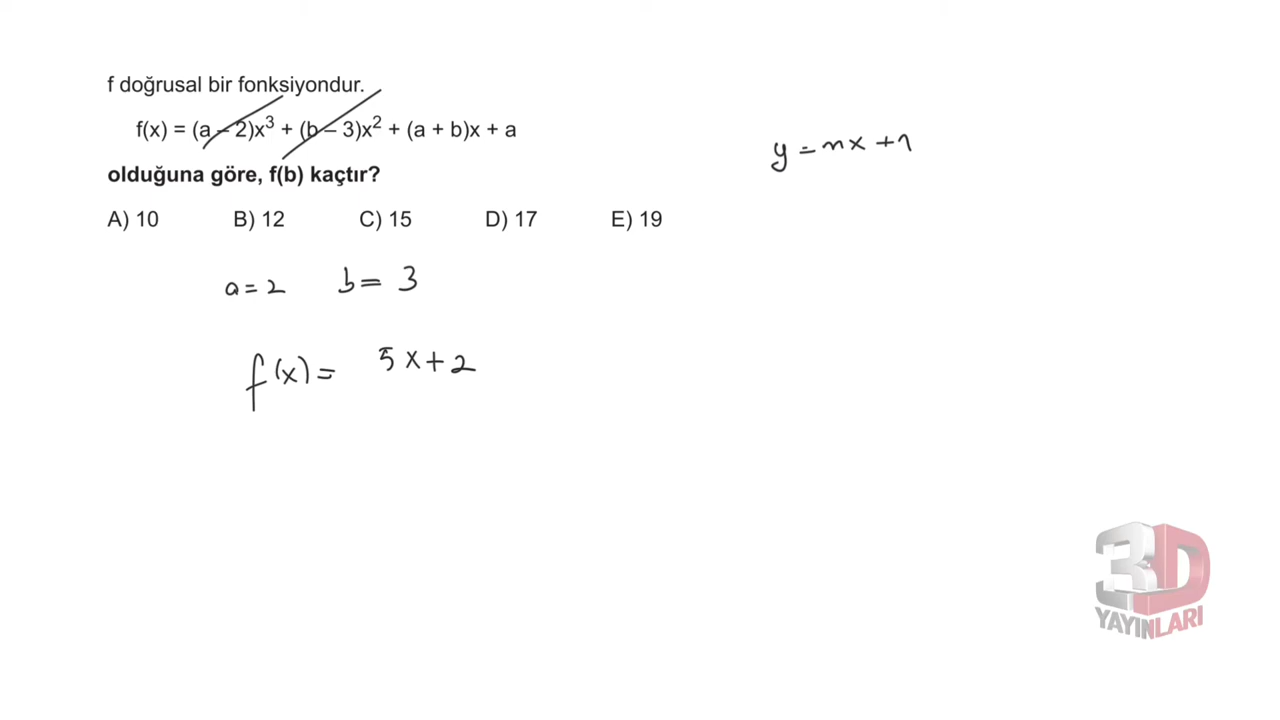 f doğrusal bir fonksiyondur.
f(x) = (a – 2)x³ + (b – 3)x² + (a + b)x + a
y = mx + n
olduğuna göre, f(b) kaçtır?
A) 10 B) 12 C) 15 D) 17 E) 19
a = 2 b = 3
f(x) = 5x + 2
3D
YAYINLARI